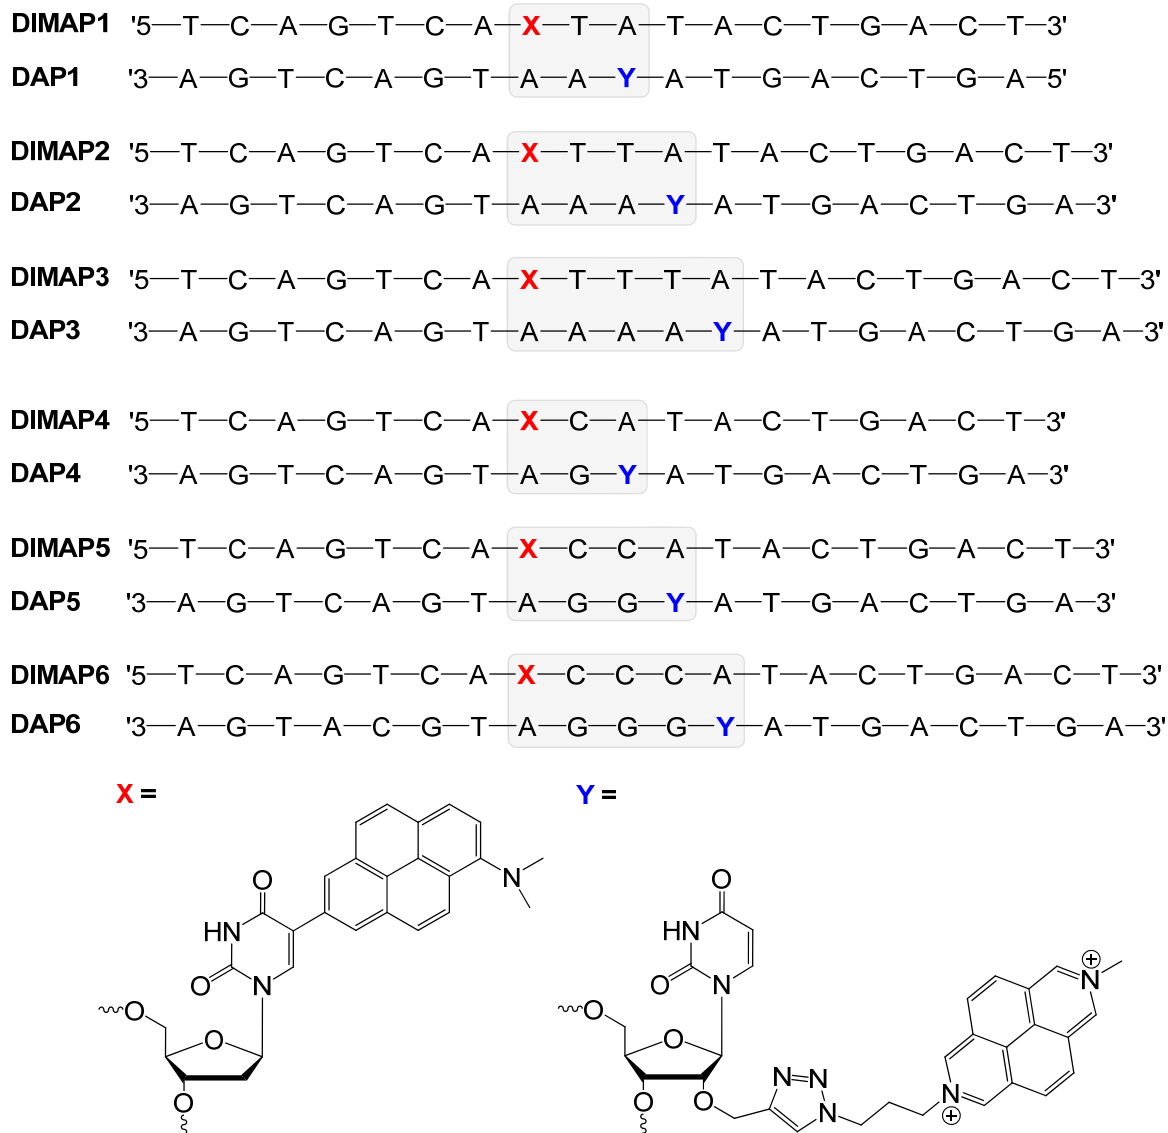 DIMAP1 '5—T—C—A—G—T—C—A—X—T—A—T—A—C—T—G—A—C—T—3'
DAP1 '3—A—G—T—C—A—G—T—A—A—Y—A—T—G—A—C—T—G—A—5'
DIMAP2 '5—T—C—A—G—T—C—A—X—T—T—A—T—A—C—T—G—A—C—T—3'
DAP2 '3—A—G—T—C—A—G—T—A—A—A—Y—A—T—G—A—C—T—G—A—3'
DIMAP3 '5—T—C—A—G—T—C—A—X—T—T—T—A—T—A—C—T—G—A—C—T—3'
DAP3 '3—A—G—T—C—A—G—T—A—A—A—A—Y—A—T—G—A—C—T—G—A—3'
DIMAP4 '5—T—C—A—G—T—C—A—X—C—A—T—A—C—T—G—A—C—T—3'
DAP4 '3—A—G—T—C—A—G—T—A—G—Y—A—T—G—A—C—T—G—A—3'
DIMAP5 '5—T—C—A—G—T—C—A—X—C—C—A—T—A—C—T—G—A—C—T—3'
DAP5 '3—A—G—T—C—A—G—T—A—G—G—Y—A—T—G—A—C—T—G—A—3'
DIMAP6 '5—T—C—A—G—T—C—A—X—C—C—C—A—T—A—C—T—G—A—C—T—3'
DAP6 '3—A—G—T—A—C—G—T—A—G—G—G—Y—A—T—G—A—C—T—G—A—3'
X =
O
N
HN
O
N
O
O
O
Y =
O
HN
O
N
O
O
O
O
N=N
N
N
+
N
+